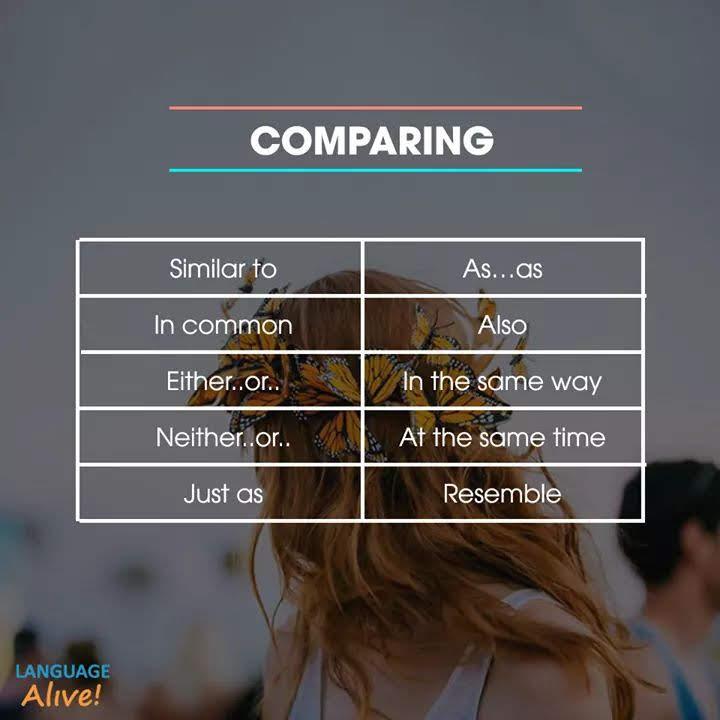 COMPARING
Similar to
As...as
In common
Also
Either..or..
In the same way
Neither..or..
At the same time
Just as
Resemble
LANGUAGE
Alive!